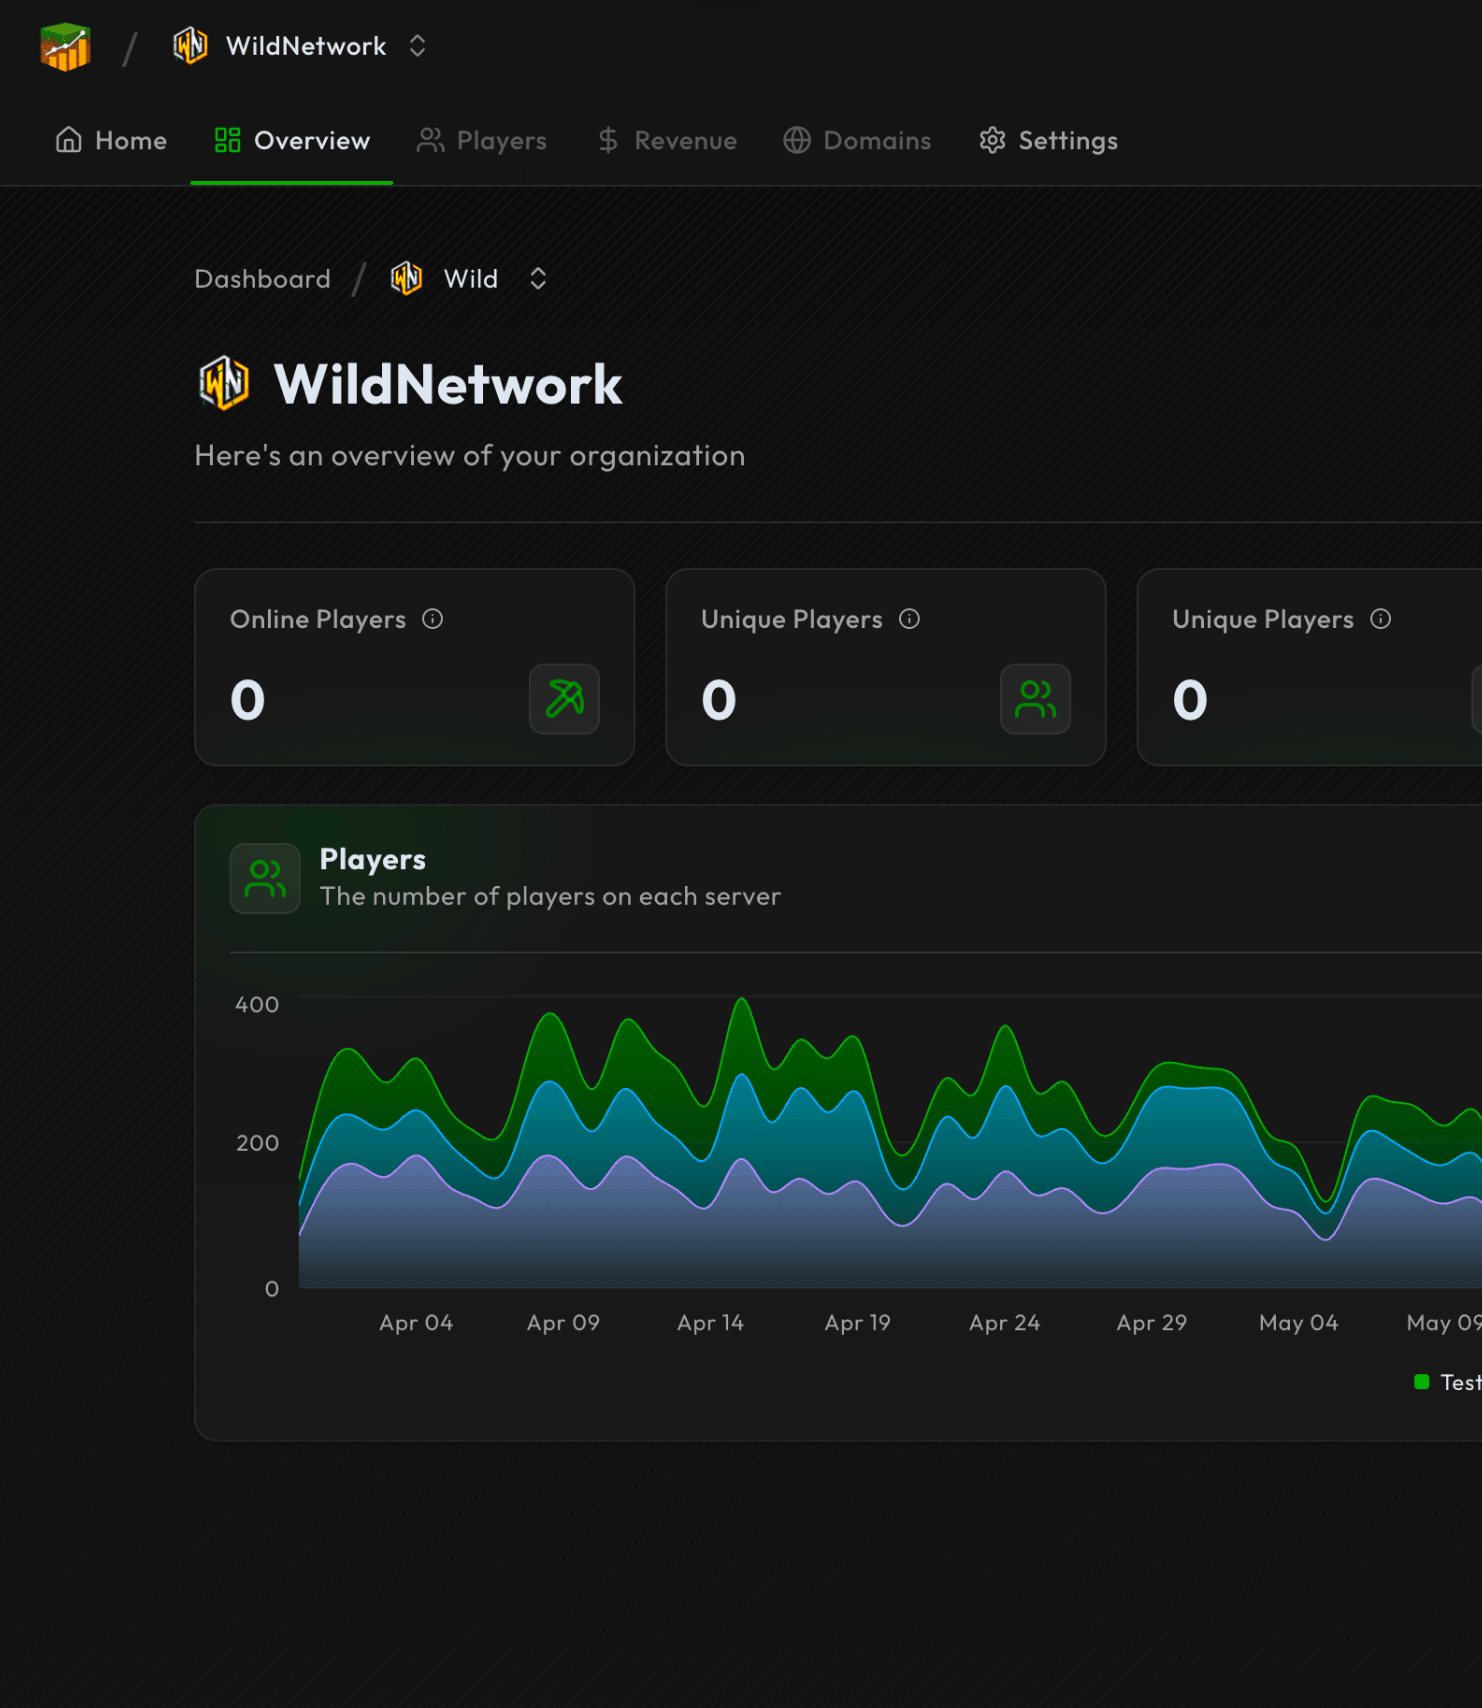 WildNetwork
Home Overview Players Revenue Domains Settings
Dashboard / Wild
WildNetwork
Here's an overview of your organization
Online Players Unique Players Unique Players
0 0 0
Players
The number of players on each server
400
200
0
Apr 04 Apr 09 Apr 14 Apr 19 Apr 24 Apr 29 May 04 May 09
Test